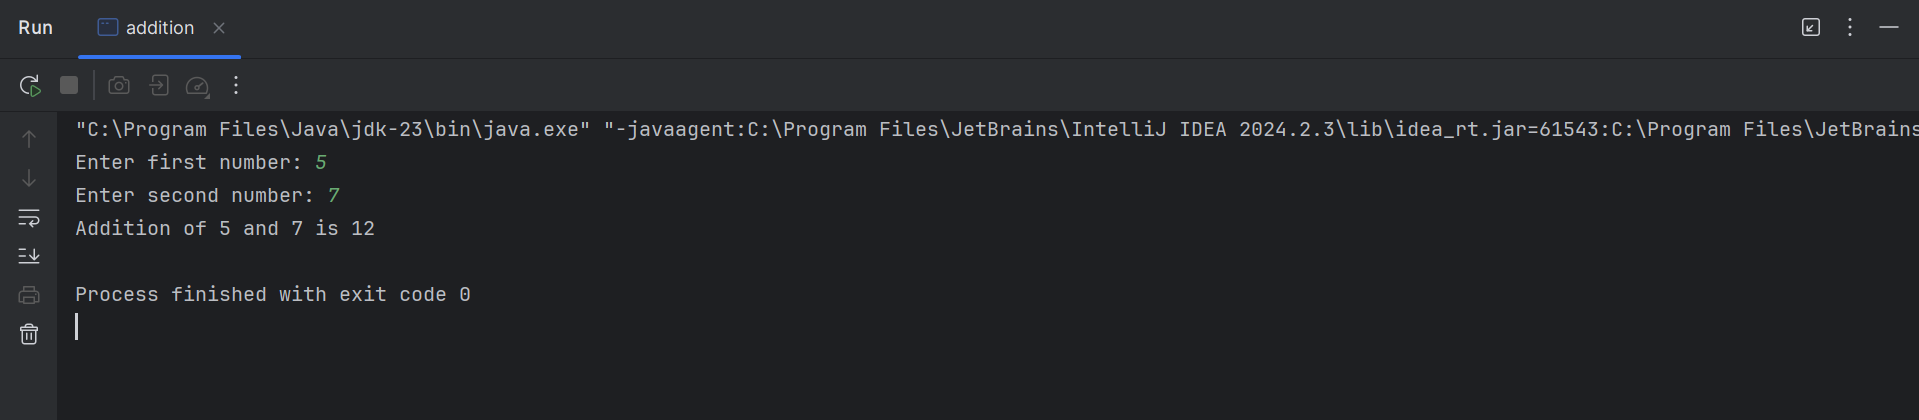 Run addition
"C:\Program Files\Java\jdk-23\bin\java.exe" "-javaagent:C:\Program Files\JetBrains\IntelliJ IDEA 2024.2.3\lib\idea_rt.jar=61543:C:\Program Files\JetBrains
Enter first number: 5
Enter second number: 7
Addition of 5 and 7 is 12
Process finished with exit code 0